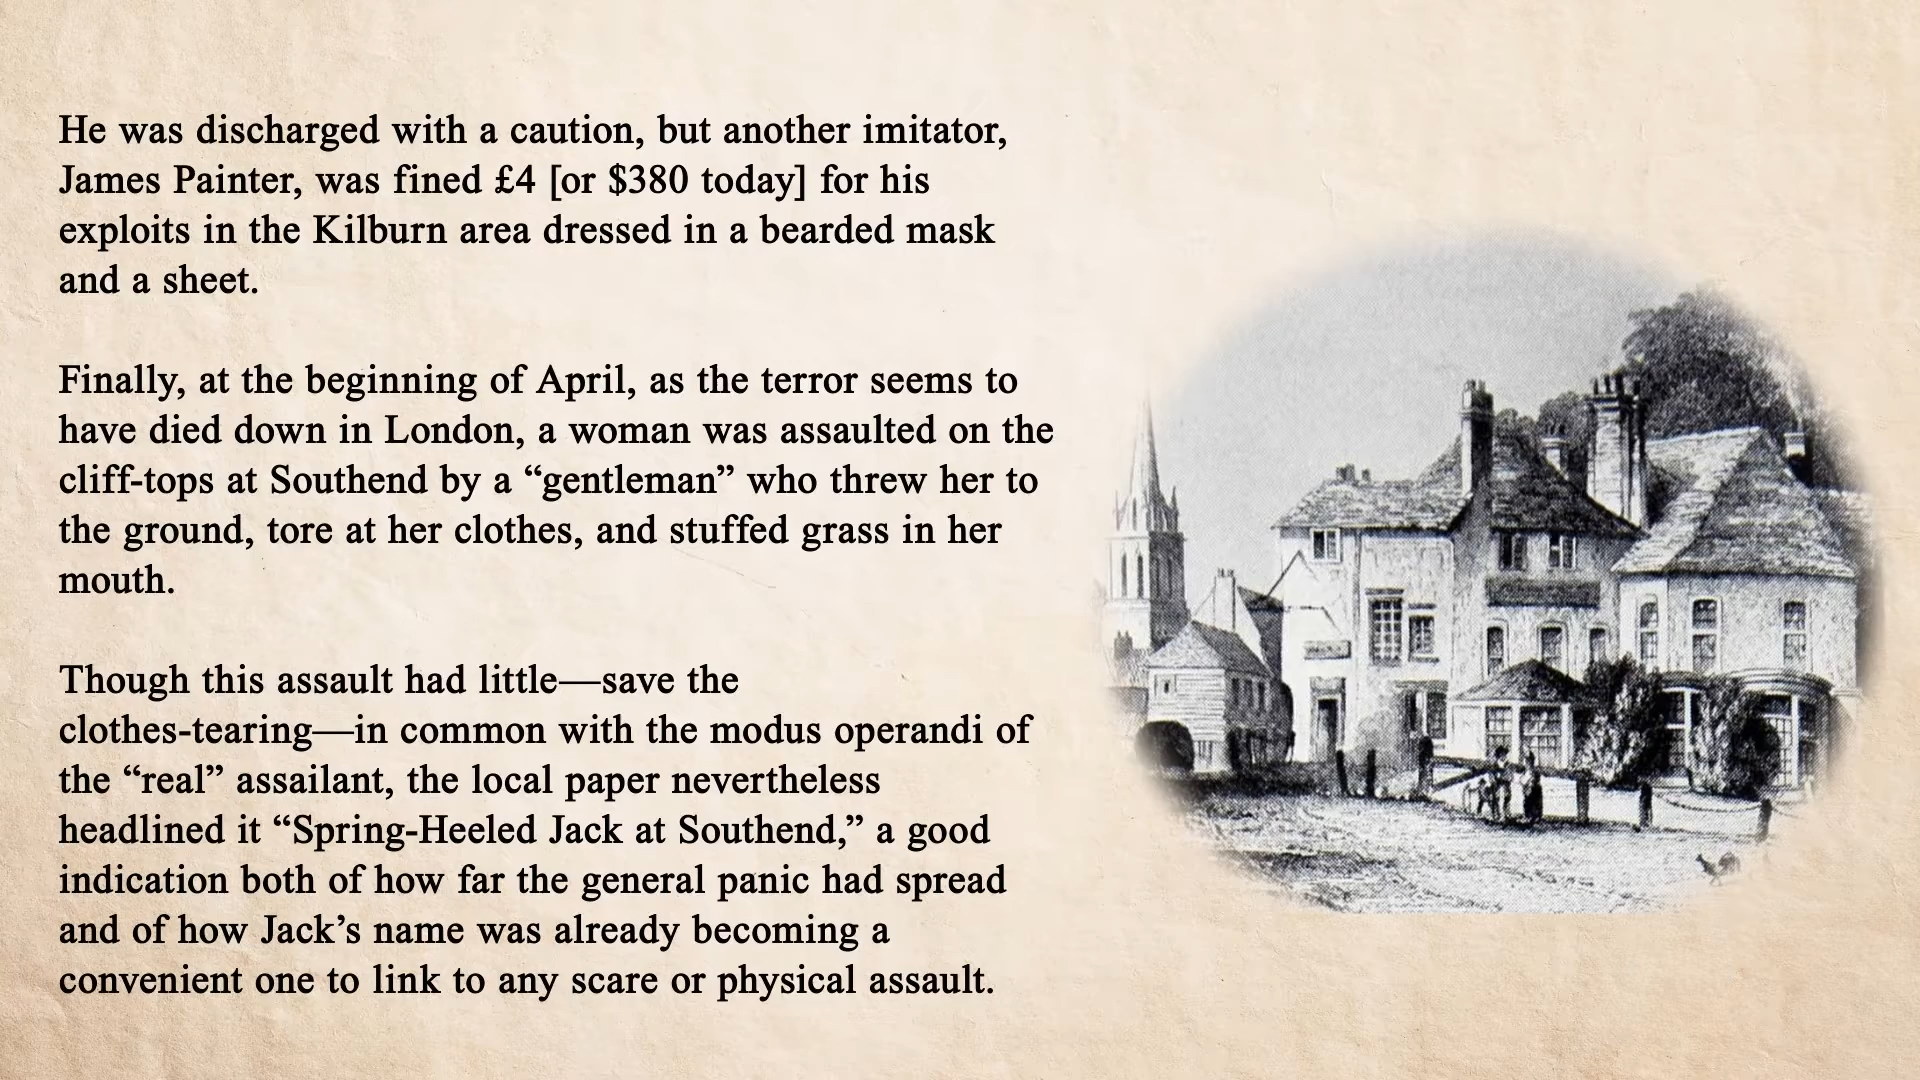 He was discharged with a caution, but another imitator,
James Painter, was fined £4 [or $380 today] for his
exploits in the Kilburn area dressed in a bearded mask
and a sheet.
Finally, at the beginning of April, as the terror seems to
have died down in London, a woman was assaulted on the
cliff-tops at Southend by a “gentleman” who threw her to
the ground, tore at her clothes, and stuffed grass in her
mouth.
Though this assault had little—save the
clothes-tearing—in common with the modus operandi of
the “real” assailant, the local paper nevertheless
headlined it “Spring-Heeled Jack at Southend,” a good
indication both of how far the general panic had spread
and of how Jack’s name was already becoming a
convenient one to link to any scare or physical assault.